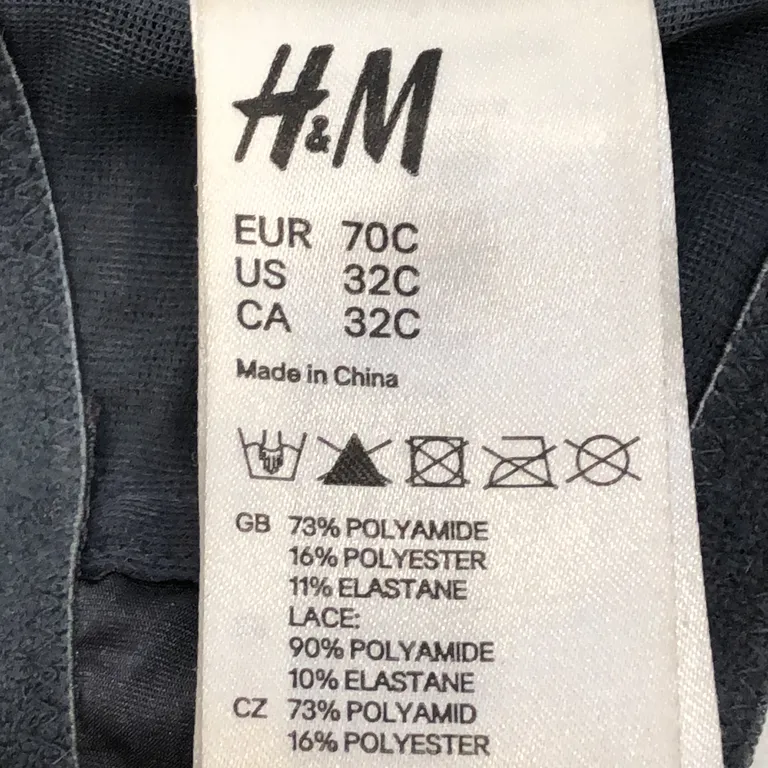 H&M
EUR 70C
US 32C
CA 32C
Made in China
GB 73% POLYAMIDE
16% POLYESTER
11% ELASTANE
LACE:
90% POLYAMIDE
10% ELASTANE
CZ 73% POLYAMID
16% POLYESTER